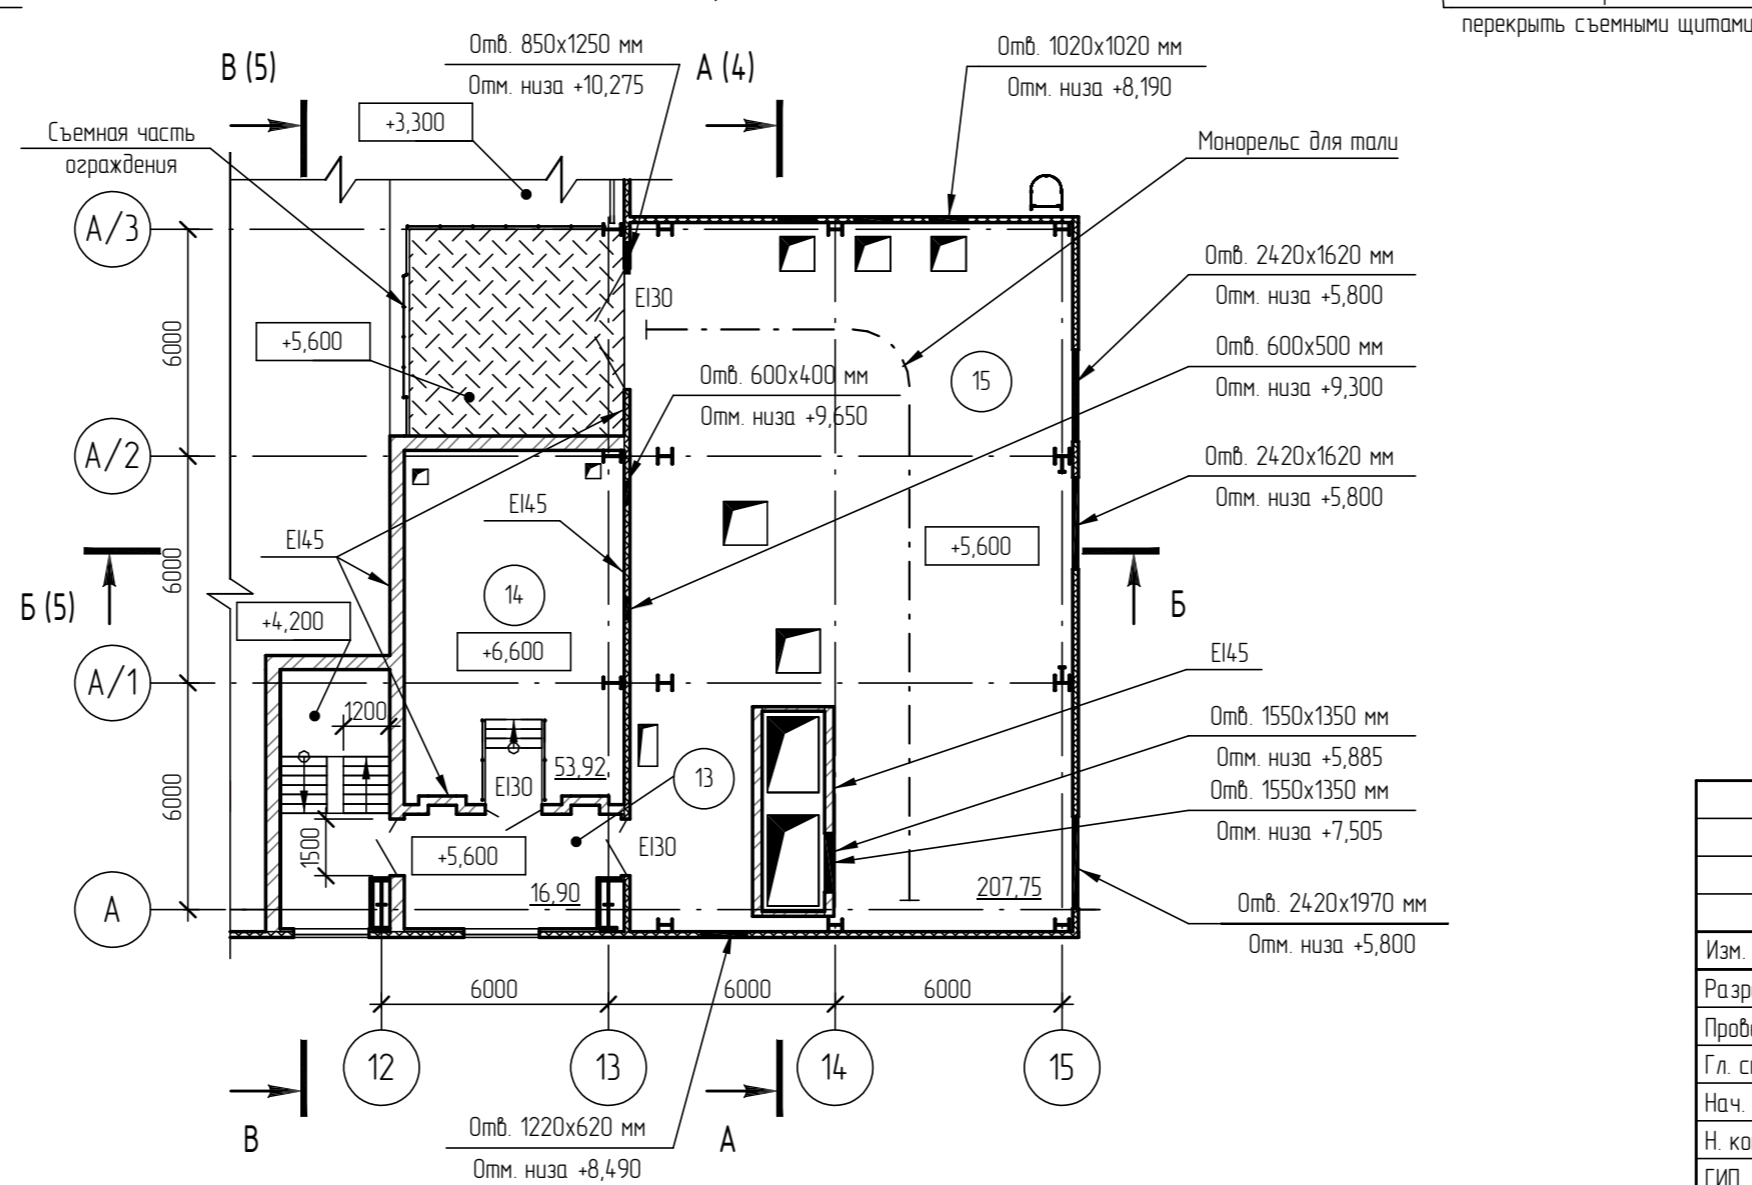 перекрыть съемными щитами
Отв. 850х1250 мм
Отм. низа +10,275
В (5)
А (4)
Отв. 1020х1020 мм
Отм. низа +8,190
+3,300
Съемная часть
ограждения
Монорельс для тали
А/3
Отв. 2420х1620 мм
Отм. низа +5,800
EI30
6000
+5,600
Отв. 600х500 мм
Отм. низа +9,300
Отв. 600х400 мм
Отм. низа +9,650
15
А/2
Отв. 2420х1620 мм
Отм. низа +5,800
EI45
EI45
+5,600
6000
14
Б (5)
Б
+4,200
+6,600
EI45
А/1
1200
Отв. 1550х1350 мм
Отм. низа +5,885
53,92
13
6000
EI30
Отв. 1550х1350 мм
Отм. низа +7,505
1500
+5,600
EI30
16,90
207,75
А
Отв. 2420х1970 мм
Отм. низа +5,800
6000
6000
6000
12
13
14
15
В
А
Отв. 1220х620 мм
Отм. низа +8,490
Изм.
Разр
Прове
Гл. с
Нач.
Н. ко
ГИП